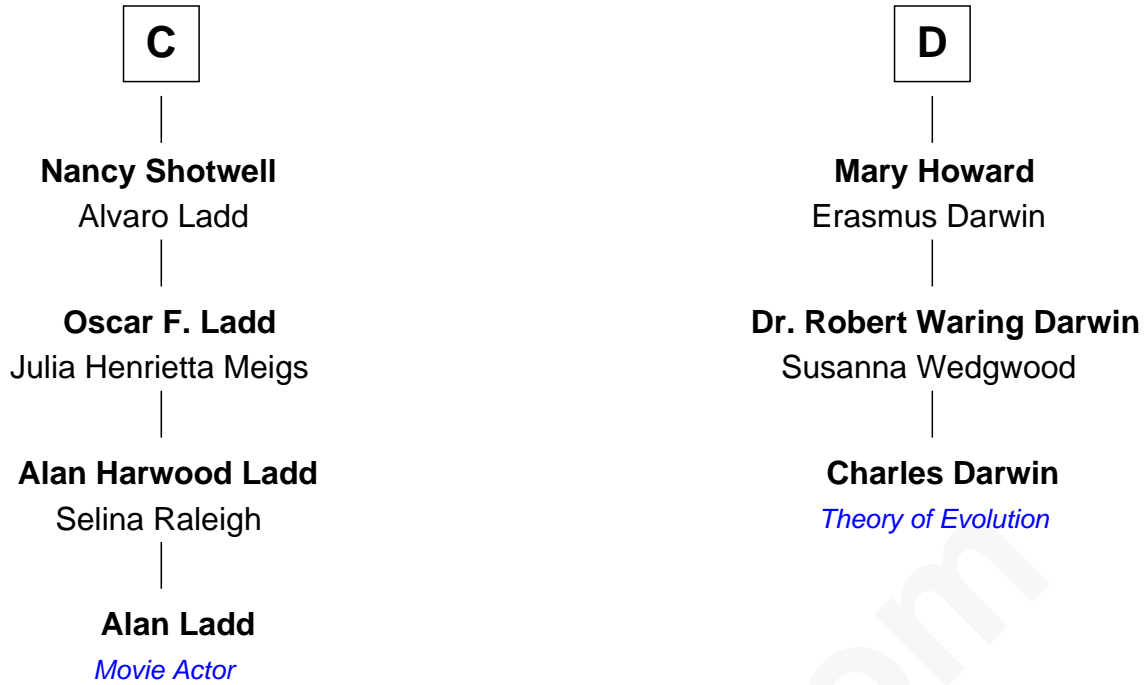 C
Nancy Shotwell
Alvaro Ladd
Oscar F. Ladd
Julia Henrietta Meigs
Alan Harwood Ladd
Selina Raleigh
Alan Ladd
Movie Actor
D
Mary Howard
Erasmus Darwin
Dr. Robert Waring Darwin
Susanna Wedgwood
Charles Darwin
Theory of Evolution
om